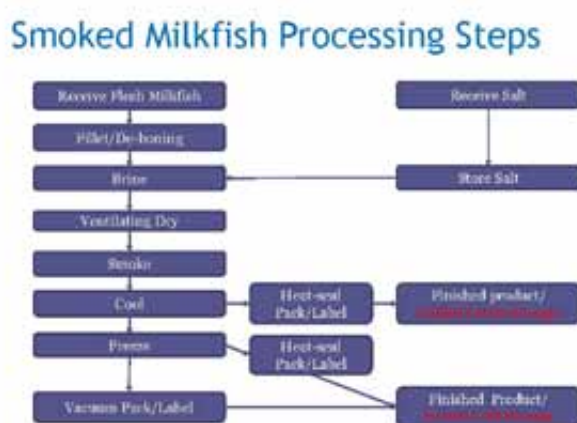 Smoked Milkfish Processing Steps
Receive Flesh Milkfish
Receive Salt
Fillet/De-boning
Brine
Store Salt
Ventilating Dry
Smoke
Cool
Heat-seal
Pack/Label
Finished product/
Freeze
Heat-seal
Pack/Label
Vacuum Pack/Label
Finished Product/